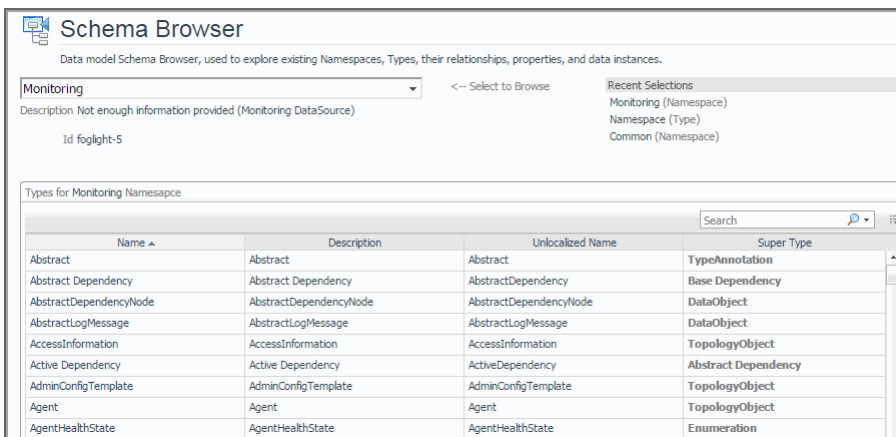 Schema Browser
Data model Schema Browser, used to explore existing Namespaces, Types, their relationships, properties, and data instances.
Monitoring <-- Select to Browse Recent Selections
Description Not enough information provided (Monitoring DataSource) Monitoring (Namespace)
Namespace (Type)
Id foglight-5 Common (Namespace)
Types for Monitoring Namesapce
Search
Name Description Unlocalized Name Super Type
Abstract Abstract Abstract TypeAnnotation
Abstract Dependency Abstract Dependency AbstractDependency Base Dependency
AbstractDependencyNode AbstractDependencyNode AbstractDependencyNode DataObject
AbstractLogMessage AbstractLogMessage AbstractLogMessage DataObject
AccessInformation AccessInformation AccessInformation TopologyObject
Active Dependency Active Dependency ActiveDependency Abstract Dependency
AdminConfigTemplate AdminConfigTemplate AdminConfigTemplate TopologyObject
Agent Agent Agent TopologyObject
AgentHealthState AgentHealthState AgentHealthState Enumeration